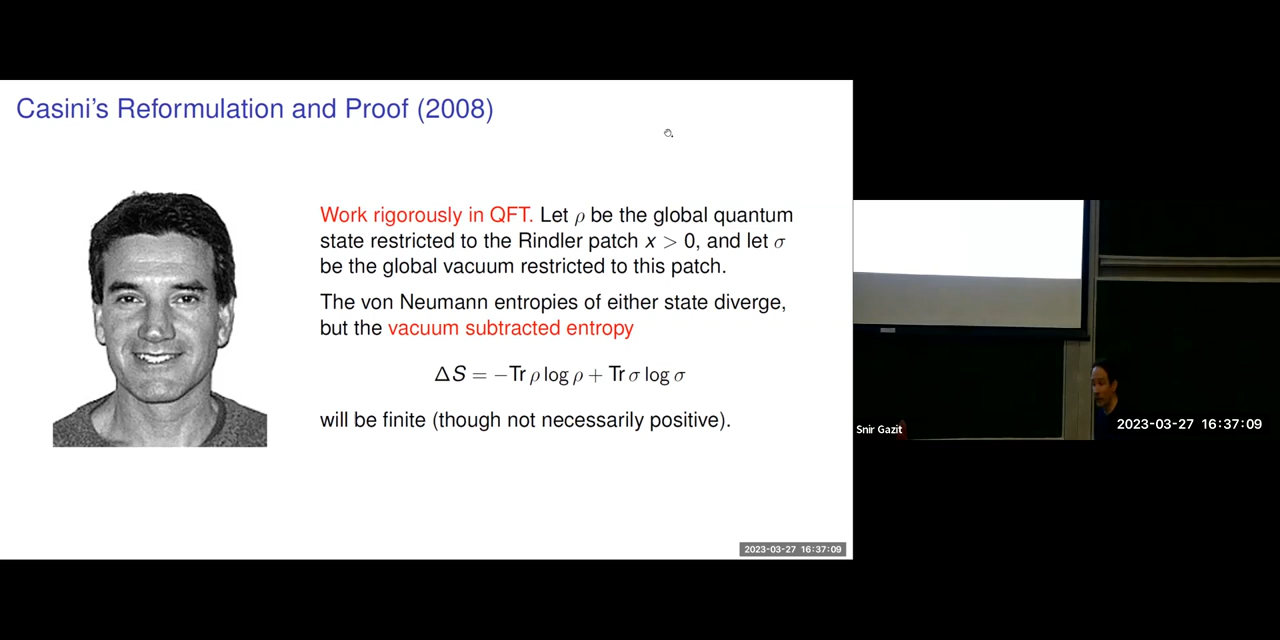 Casini's Reformulation and Proof (2008)
Work rigorously in QFT. Let ρ be the global quantum
state restricted to the Rindler patch x > 0, and let σ
be the global vacuum restricted to this patch.
The von Neumann entropies of either state diverge,
but the vacuum subtracted entropy
ΔS = −Tr ρ log ρ + Tr σ log σ
will be finite (though not necessarily positive).
2023-03-27 16:37:09
Snir Gazit
2023-03-27 16:37:09